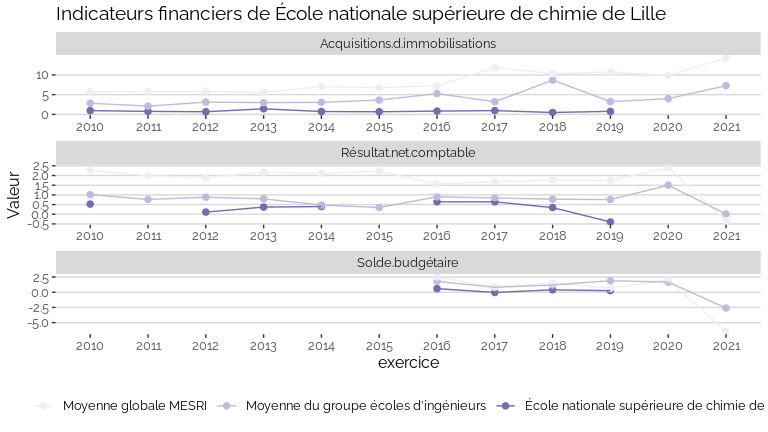 Indicateurs financiers de École nationale supérieure de chimie de Lille
Acquisitions.d.immobilisations
10
5
0
2010 2011 2012 2013 2014 2015 2016 2017 2018 2019 2020 2021
Résultat.net.comptable
2.5
2.0
1.5
1.0
0.5
0.0
-0.5
2010 2011 2012 2013 2014 2015 2016 2017 2018 2019 2020 2021
Solde.budgétaire
2.5
0.0
-2.5
-5.0
2010 2011 2012 2013 2014 2015 2016 2017 2018 2019 2020 2021
Valeur
exercice
Moyenne globale MESRI Moyenne du groupe écoles d'ingénieurs École nationale supérieure de chimie de